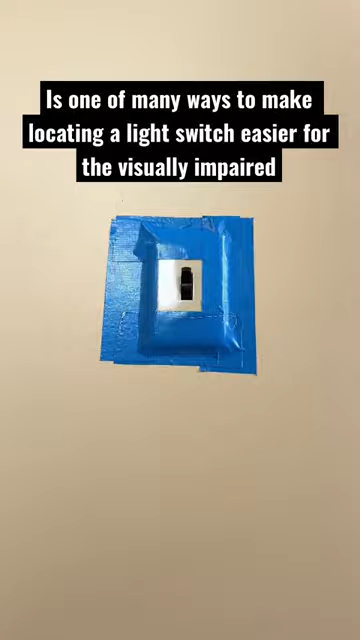 Is one of many ways to make
locating a light switch easier for
the visually impaired